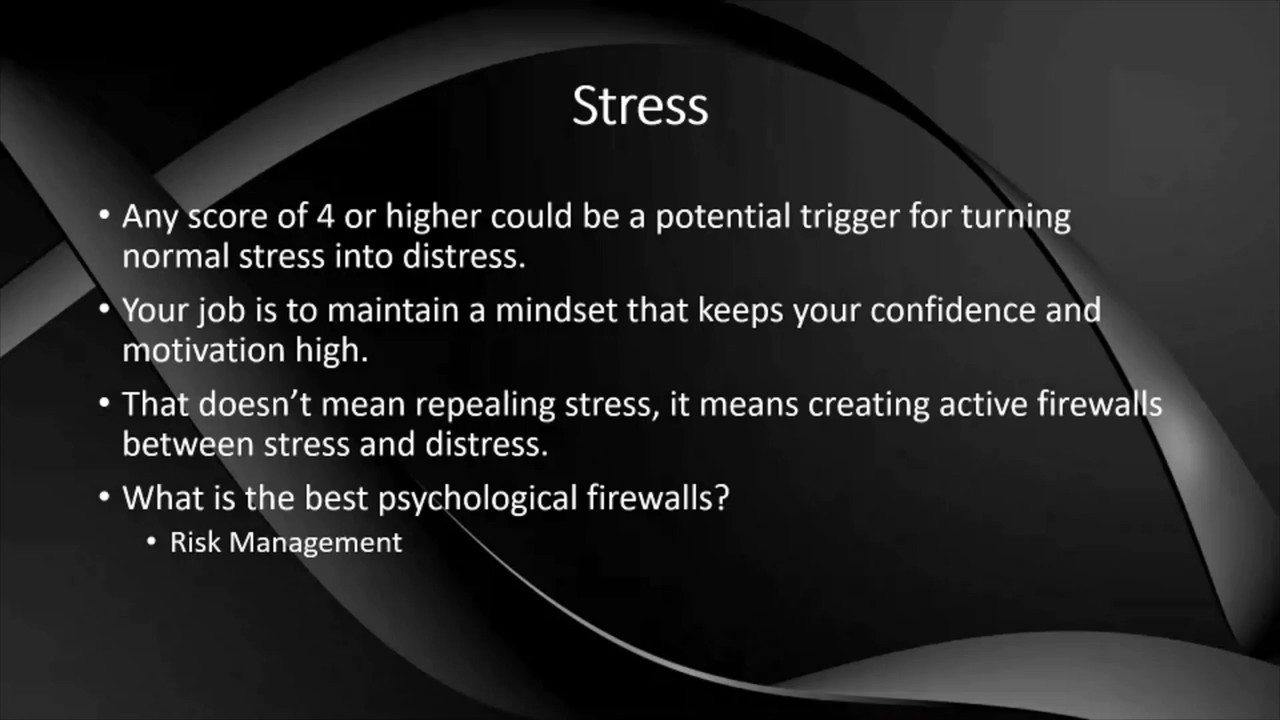 Stress
• Any score of 4 or higher could be a potential trigger for turning
normal stress into distress.
• Your job is to maintain a mindset that keeps your confidence and
motivation high.
• That doesn’t mean repealing stress, it means creating active firewalls
between stress and distress.
• What is the best psychological firewalls?
• Risk Management